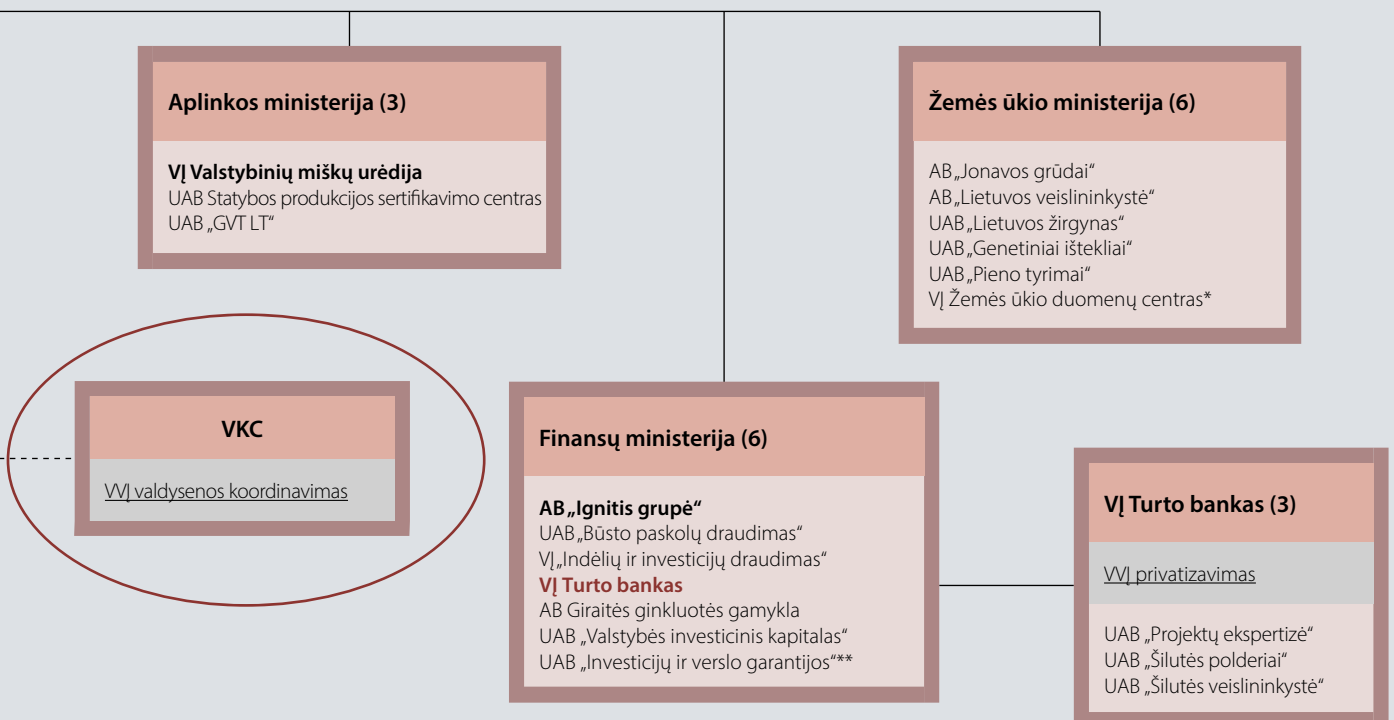 Aplinkos ministerija (3)
VĮ Valstybinių miškų urėdija
UAB Statybos produkcijos sertifikavimo centras
UAB „GVT LT“
Žemės ūkio ministerija (6)
AB „Jonavos grūdai“
AB „Lietuvos veislininkystė“
UAB „Lietuvos žirgynas“
UAB „Genetiniai ištekliai“
UAB „Pieno tyrimai“
VĮ Žemės ūkio duomenų centras*
VKC
VVĮ valdysenos koordinavimas
Finansų ministerija (6)
AB „Ignitis grupė“
UAB „Būsto paskolų draudimas“
VĮ „Indėlių ir investicijų draudimas“
VĮ Turto bankas
AB Giraitės ginkluotės gamykla
UAB „Valstybės investicinis kapitalas“
UAB „Investicijų ir verslo garantijos“**
VĮ Turto bankas (3)
VVĮ privatizavimas
UAB „Projektų ekspertizė“
UAB „Šilutės polderiai“
UAB „Šilutės veislininkystė“